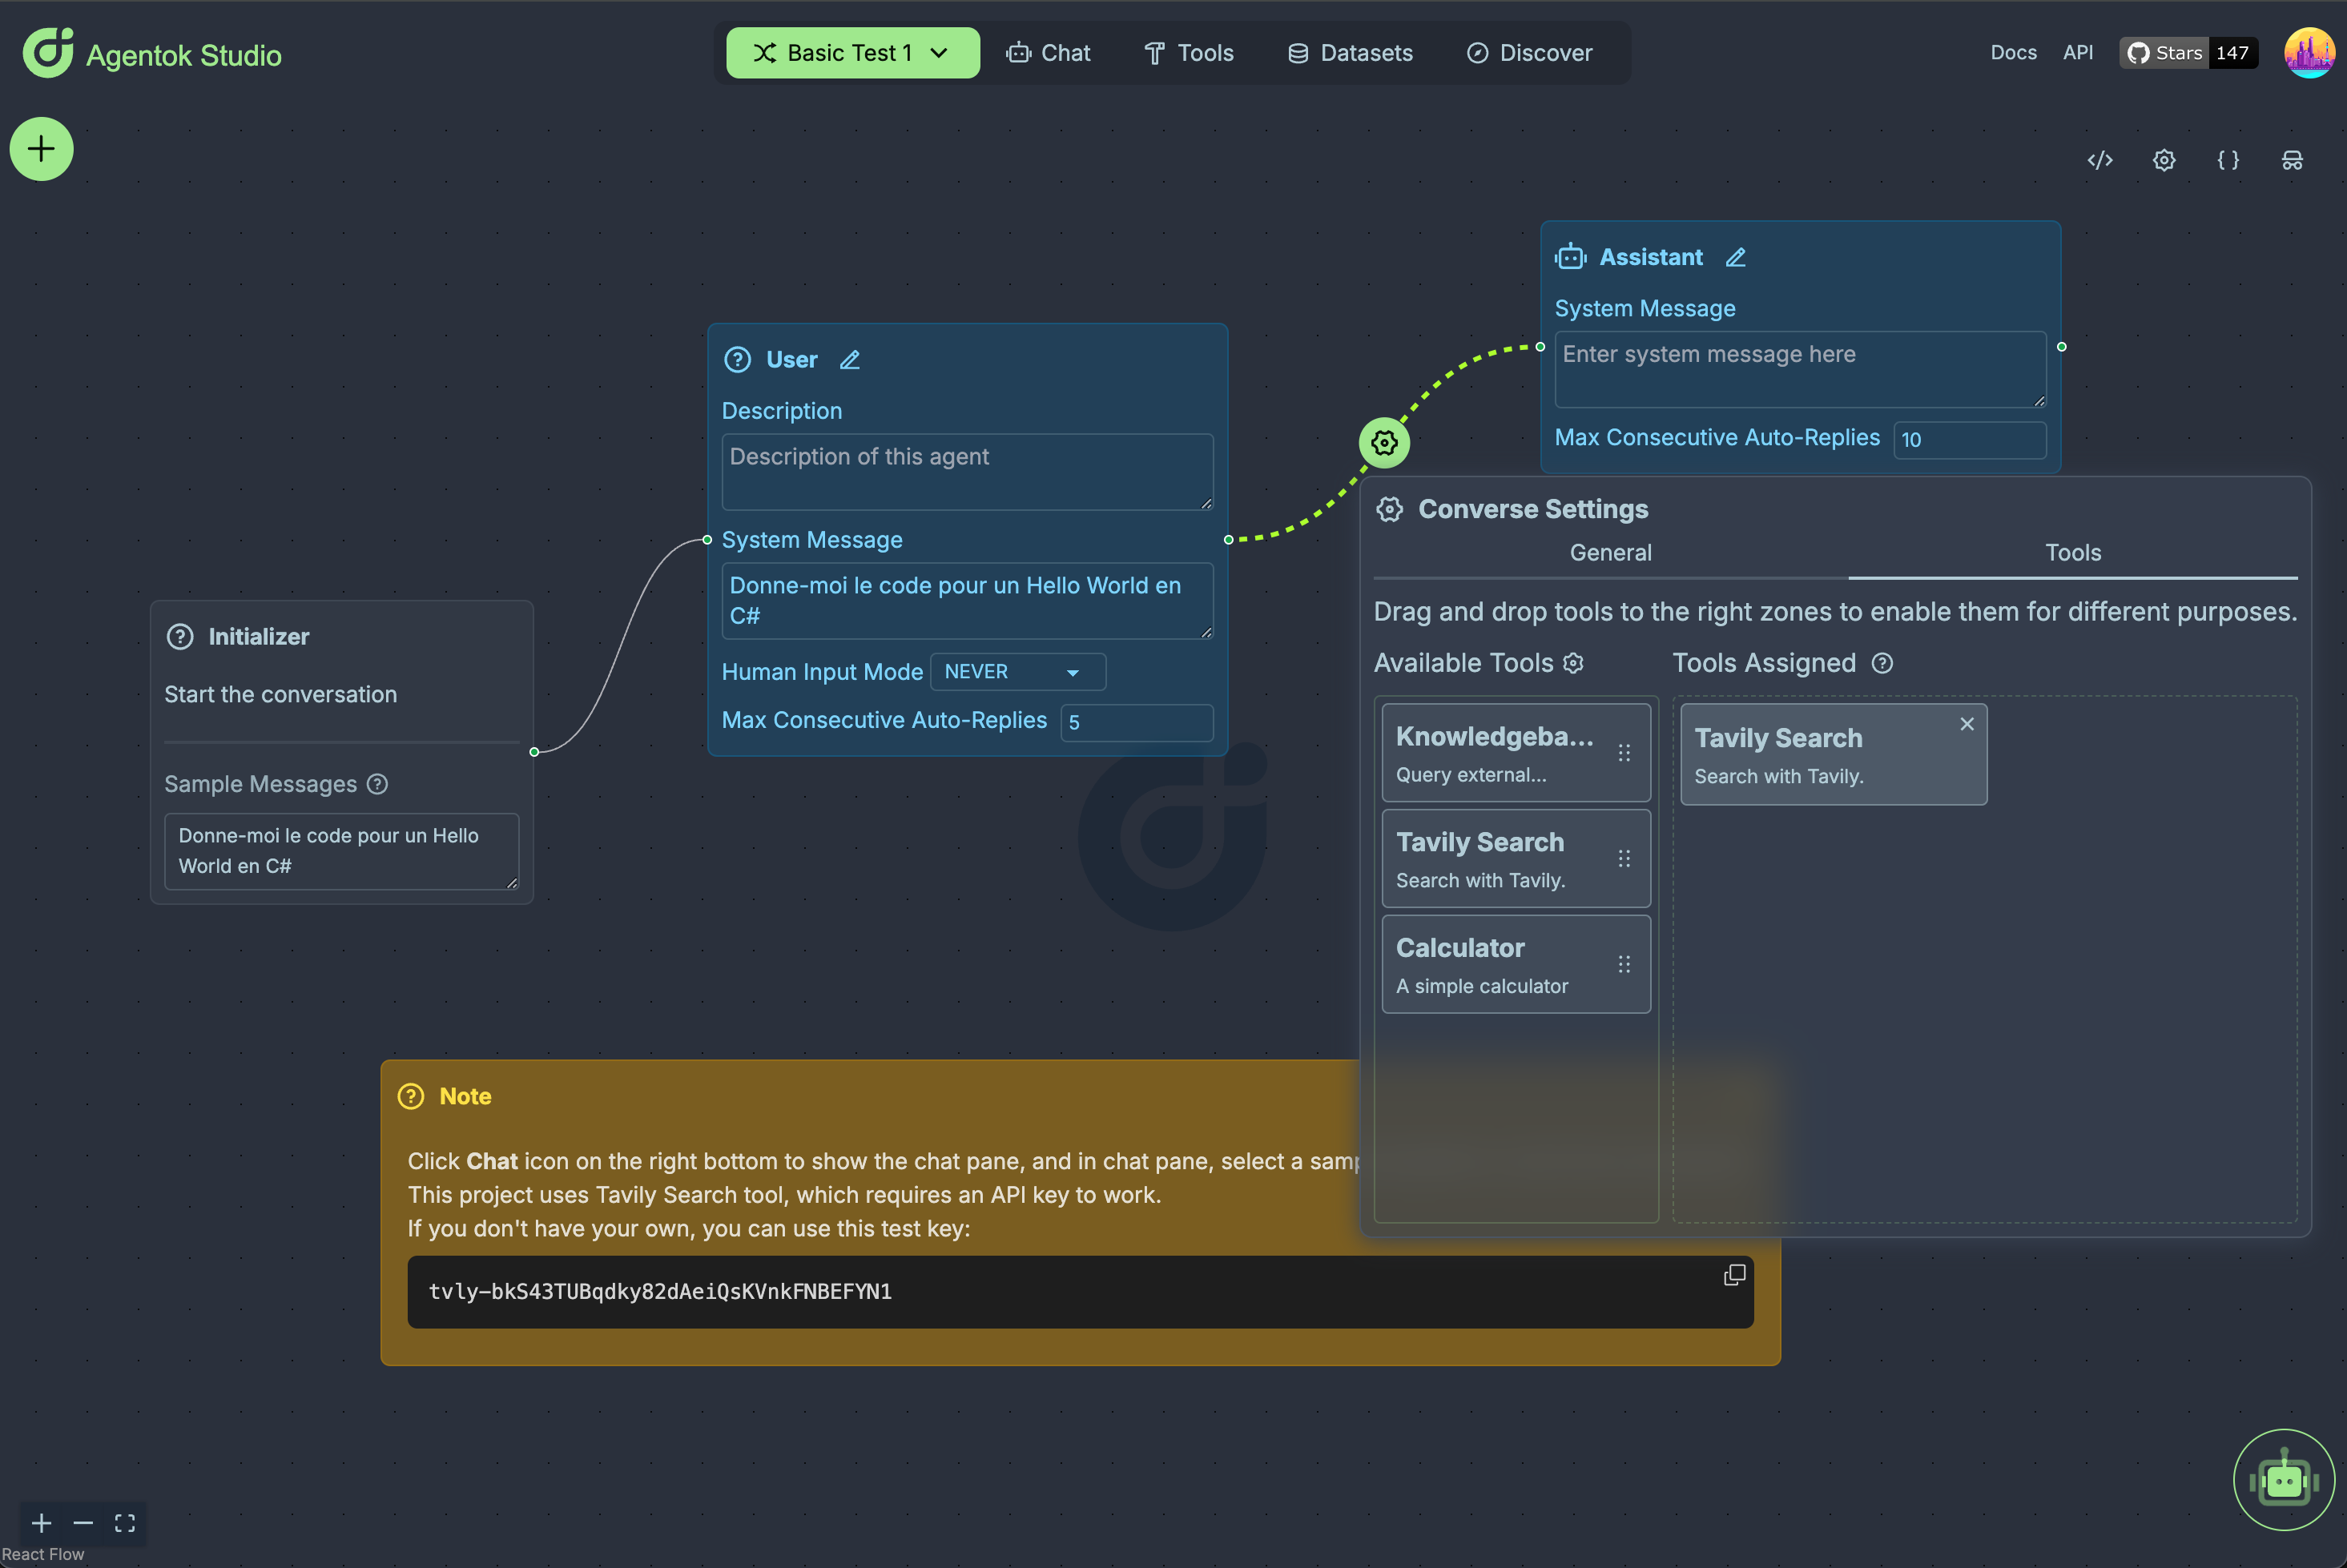 Agentok Studio
Basic Test 1
Chat
Tools
Datasets
Discover
Docs
API
Stars 147
Assistant
System Message
Enter system message here
Max Consecutive Auto-Replies 10
User
Description
Description of this agent
System Message
Donne-moi le code pour un Hello World en
C#
Human Input Mode NEVER
Max Consecutive Auto-Replies 5
Initializer
Start the conversation
Sample Messages
Donne-moi le code pour un Hello
World en C#
Converse Settings
General
Tools
Drag and drop tools to the right zones to enable them for different purposes.
Available Tools
Tools Assigned
Knowledgeba...
Query external...
Tavily Search
Search with Tavily.
Calculator
A simple calculator
Tavily Search
Search with Tavily.
Note
Click Chat icon on the right bottom to show the chat pane, and in chat pane, select a samp
This project uses Tavily Search tool, which requires an API key to work.
If you don't have your own, you can use this test key:
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
React Flow